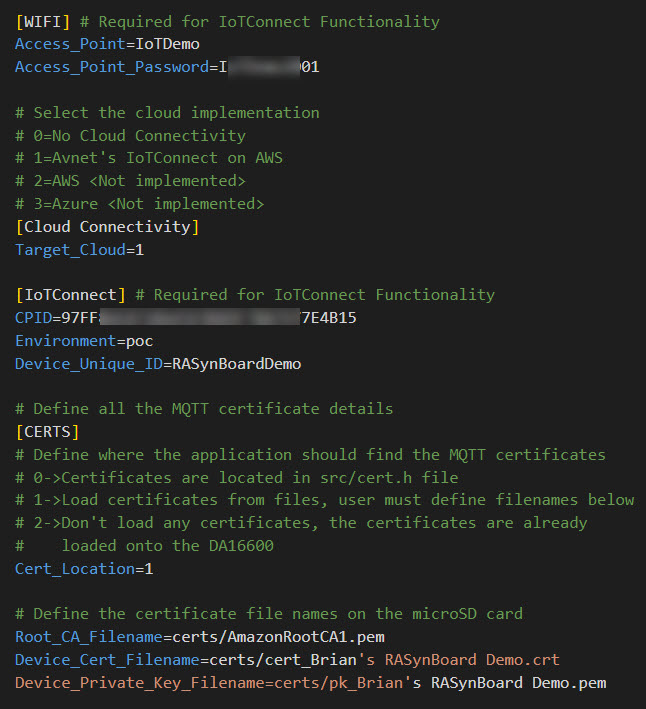 [WIFI] # Required for IoTConnect Functionality
Access_Point=IoTDemo
Access_Point_Password=I 01
# Select the cloud implementation
# 0=No Cloud Connectivity
# 1=Avnet's IoTConnect on AWS
# 2=AWS <Not implemented>
# 3=Azure <Not implemented>
[Cloud Connectivity]
Target_Cloud=1
[IoTConnect] # Required for IoTConnect Functionality
CPID=97FF 7E4B15
Environment=poc
Device_Unique_ID=RASynBoardDemo
# Define all the MQTT certificate details
[CERTS]
# Define where the application should find the MQTT certificates
# 0->Certificates are located in src/cert.h file
# 1->Load certificates from files, user must define filenames below
# 2->Don't load any certificates, the certificates are already
#    loaded onto the DA16600
Cert_Location=1
# Define the certificate file names on the microSD card
Root_CA_Filename=certs/AmazonRootCA1.pem
Device_Cert_Filename=certs/cert_Brian's RASynBoard Demo.crt
Device_Private_Key_Filename=certs/pk_Brian's RASynBoard Demo.pem